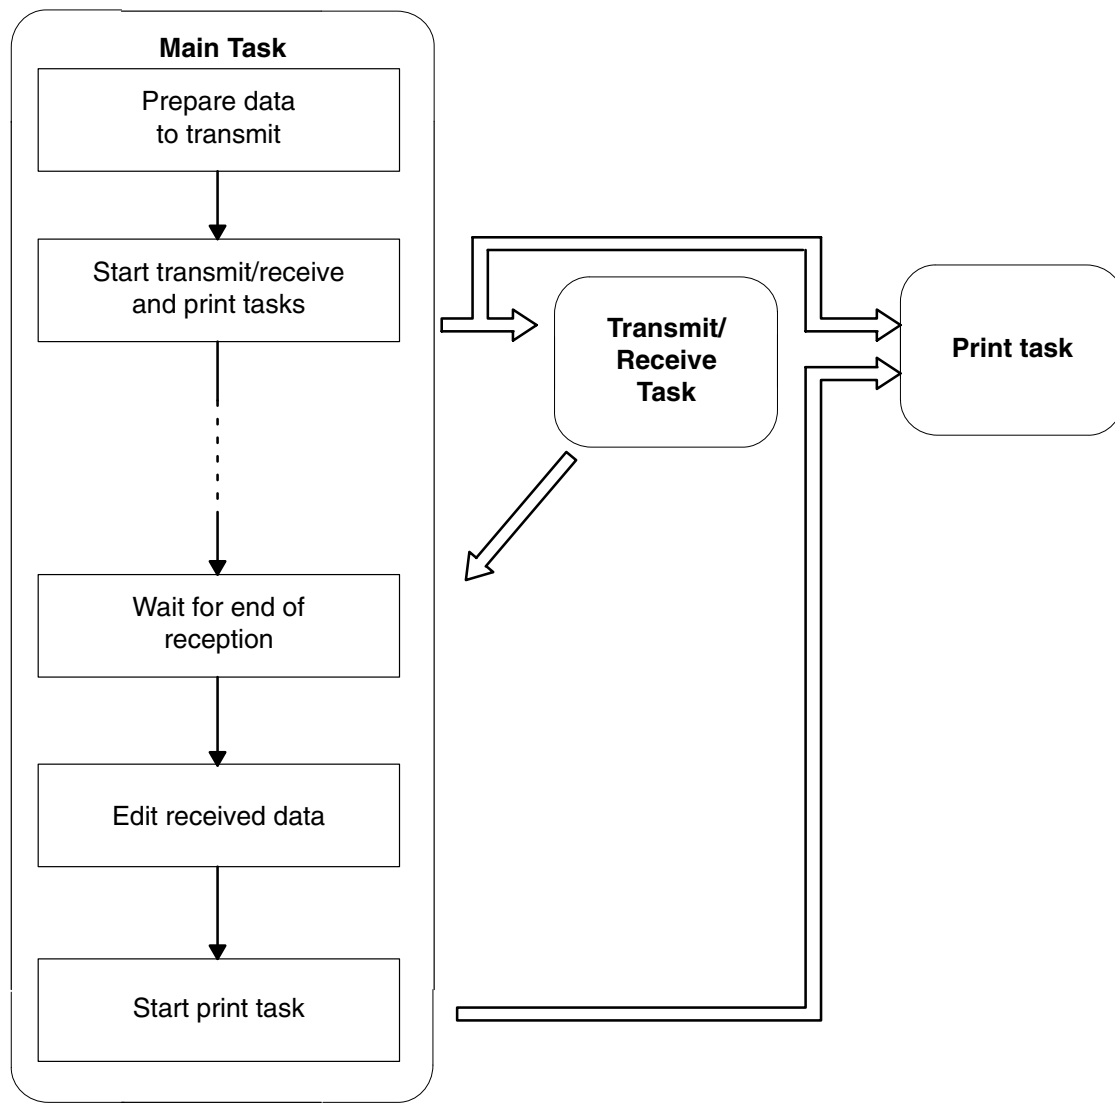 Main Task
Prepare data
to transmit
Start transmit/receive
and print tasks
Transmit/
Receive
Task
Print task
Wait for end of
reception
Edit received data
Start print task